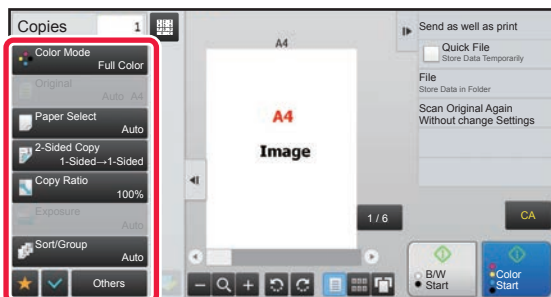 Copies 1
Color Mode
Full Color
Original
Auto A4
Paper Select
Auto
2-Sided Copy
1-Sided→1-Sided
Copy Ratio
100%
Exposure
Auto
Sort/Group
Auto
Others
A4
A4
Image
1 / 6
Send as well as print
Quick File
Store Data Temporarily
File
Store Data in Folder
Scan Original Again
Without change Settings
CA
B/W
Start
Color
Start